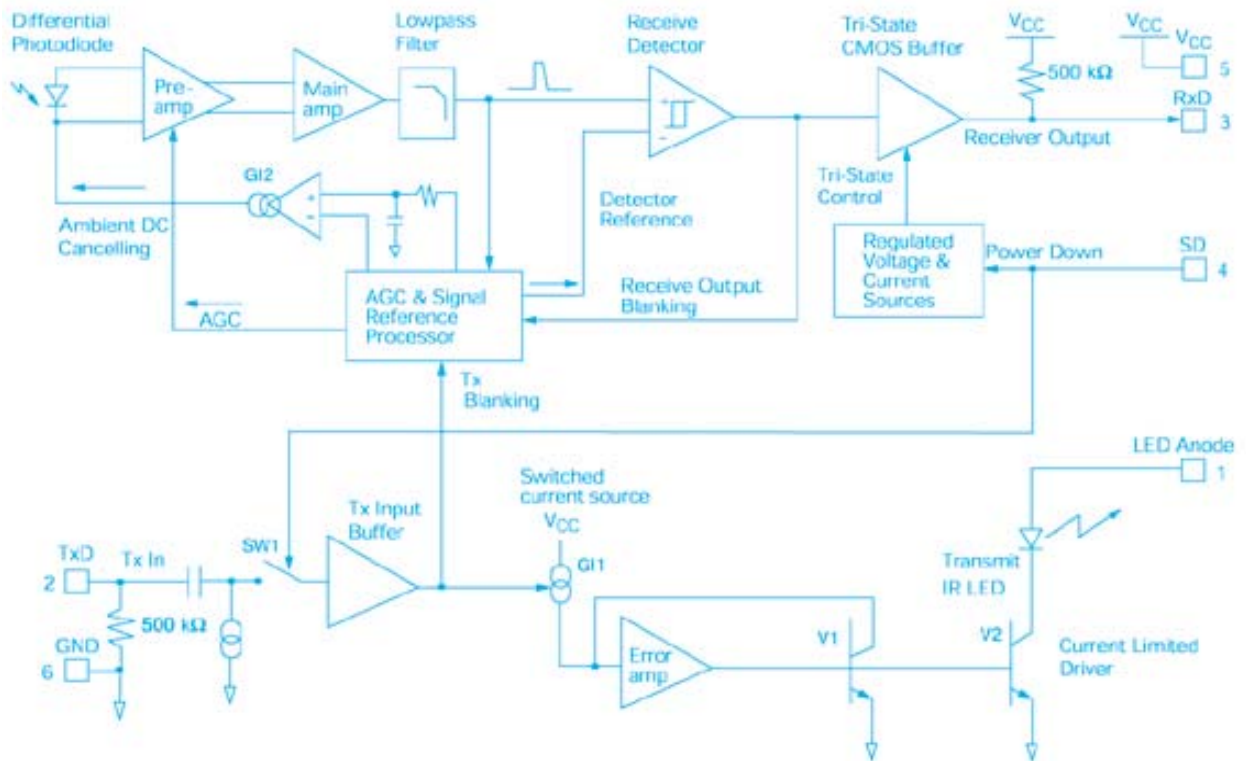 Differential
Photodiode
Lowpass
Filter
Receive
Detector
Tri-State
CMOS Buffer
VCC
VCC
VCC
5
500 kΩ
RxD
3
Pre-
amp
Main
amp
Receiver Output
GI2
Tri-State
Control
Ambient DC
Cancelling
Detector
Reference
Regulated
Voltage &
Current
Sources
Power Down
SD
4
AGC & Signal
Reference
Processor
Receive Output
Blanking
AGC
Tx
Blanking
LED Anode
1
Switched
current source
VCC
Tx Input
Buffer
SW1
TxD
2
Tx In
GI1
Transmit
IR LED
500 kΩ
GND
6
Error
amp
V1
V2
Current Limited
Driver
+
-
+
-